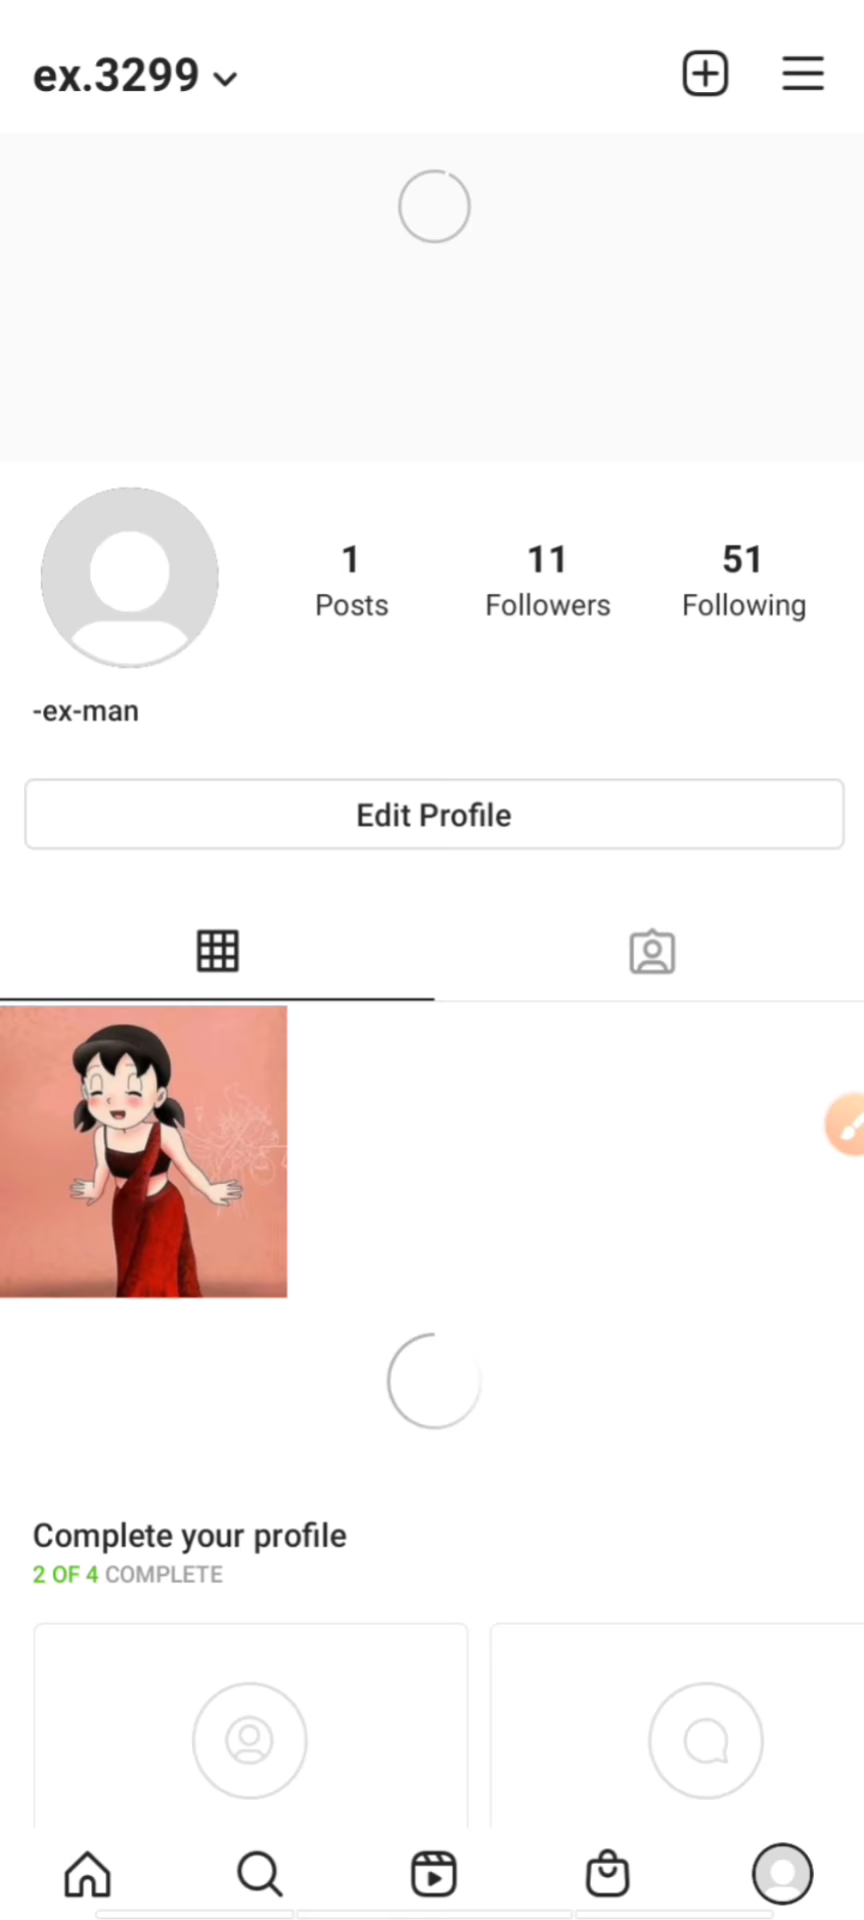 ex.3299
1 11 51
Posts Followers Following
-ex-man
Edit Profile
Complete your profile
2 OF 4 COMPLETE